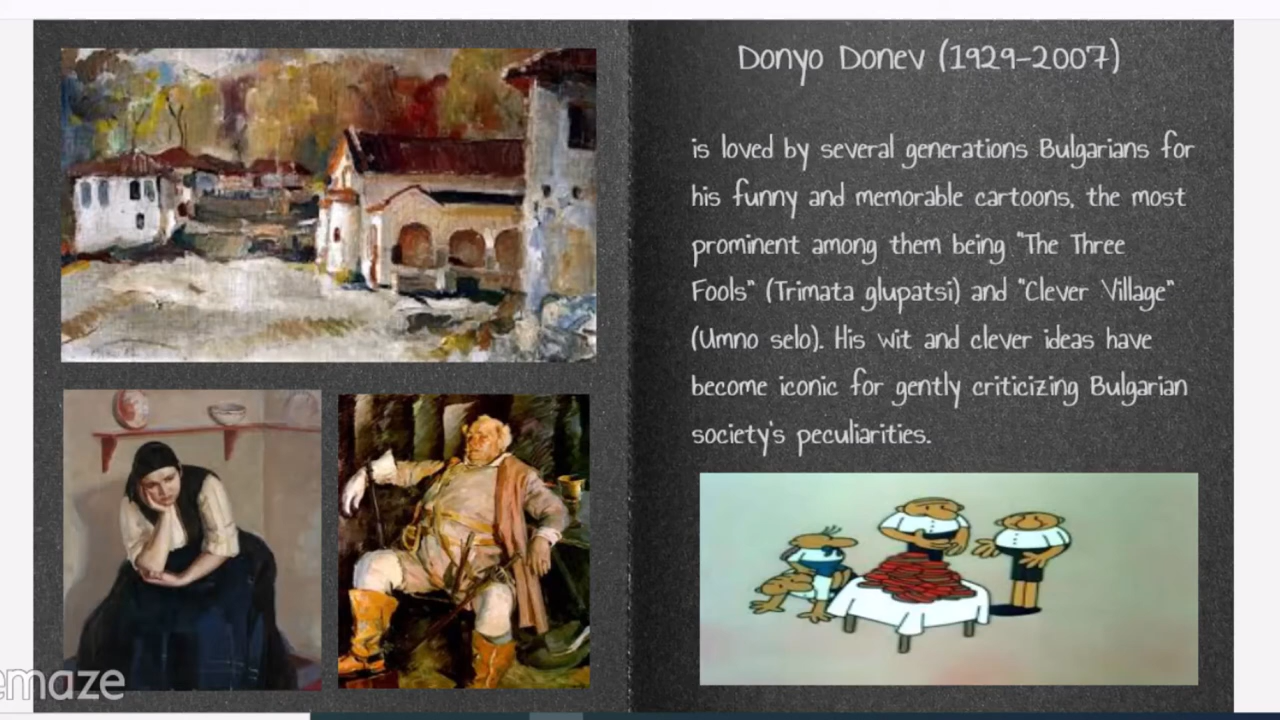 Donyo Donev (1929-2007)
is loved by several generations Bulgarians for
his funny and memorable cartoons, the most
prominent among them being "The Three
Fools" (Trimata glupatsi) and "Clever Village"
(Umno selo). His wit and clever ideas have
become iconic for gently criticizing Bulgarian
society's peculiarities.
emaze